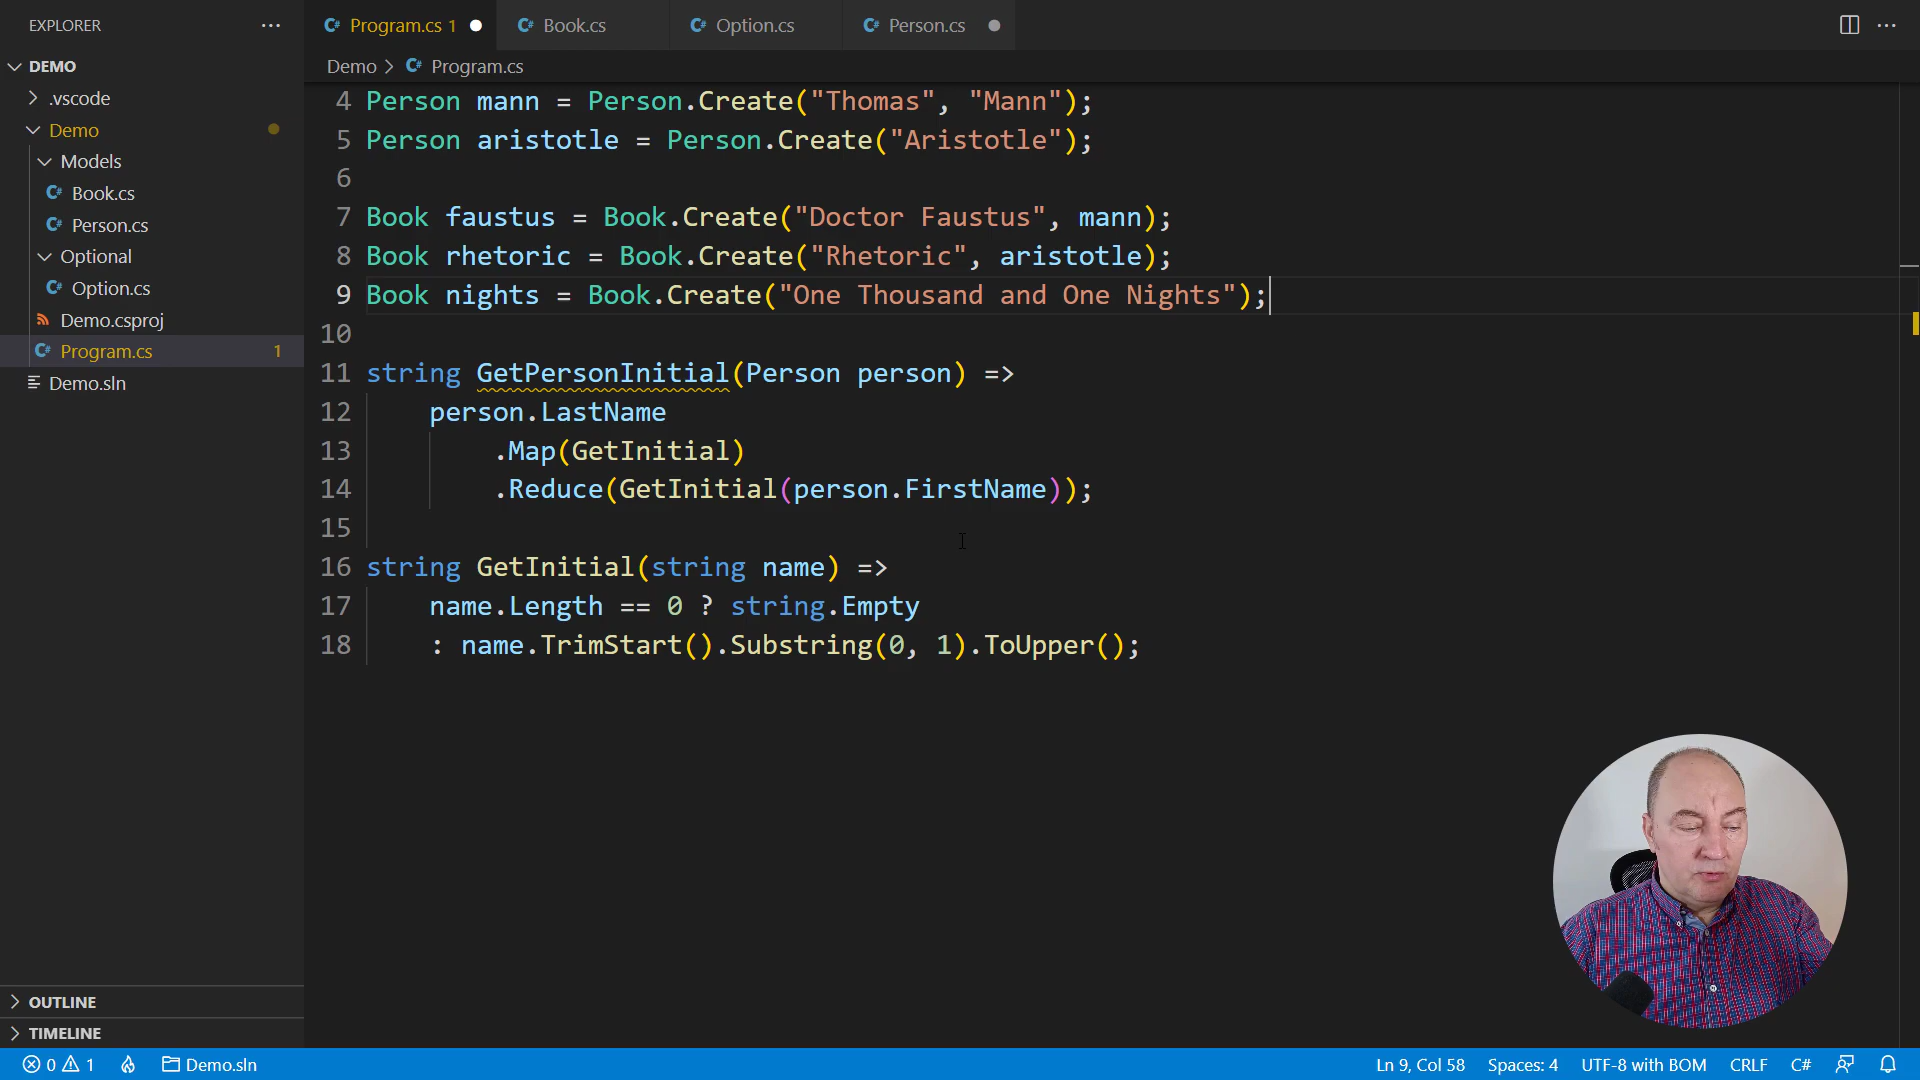 EXPLORER
DEMO
.vscode
Demo
Models
Book.cs
Person.cs
Optional
Option.cs
Demo.csproj
Program.cs 1
Demo.sln
OUTLINE
TIMELINE
Program.cs 1
Book.cs
Option.cs
Person.cs
Demo > Program.cs
4 Person mann = Person.Create("Thomas", "Mann");
5 Person aristotle = Person.Create("Aristotle");
6
7 Book faustus = Book.Create("Doctor Faustus", mann);
8 Book rhetoric = Book.Create("Rhetoric", aristotle);
9 Book nights = Book.Create("One Thousand and One Nights");
10
11 string GetPersonInitial(Person person) =>
12     person.LastName
13         .Map(GetInitial)
14         .Reduce(GetInitial(person.FirstName));
15
16 string GetInitial(string name) =>
17     name.Length == 0 ? string.Empty
18     : name.TrimStart().Substring(0, 1).ToUpper();
0 1 Demo.sln Ln 9, Col 58 Spaces: 4 UTF-8 with BOM CRLF C#